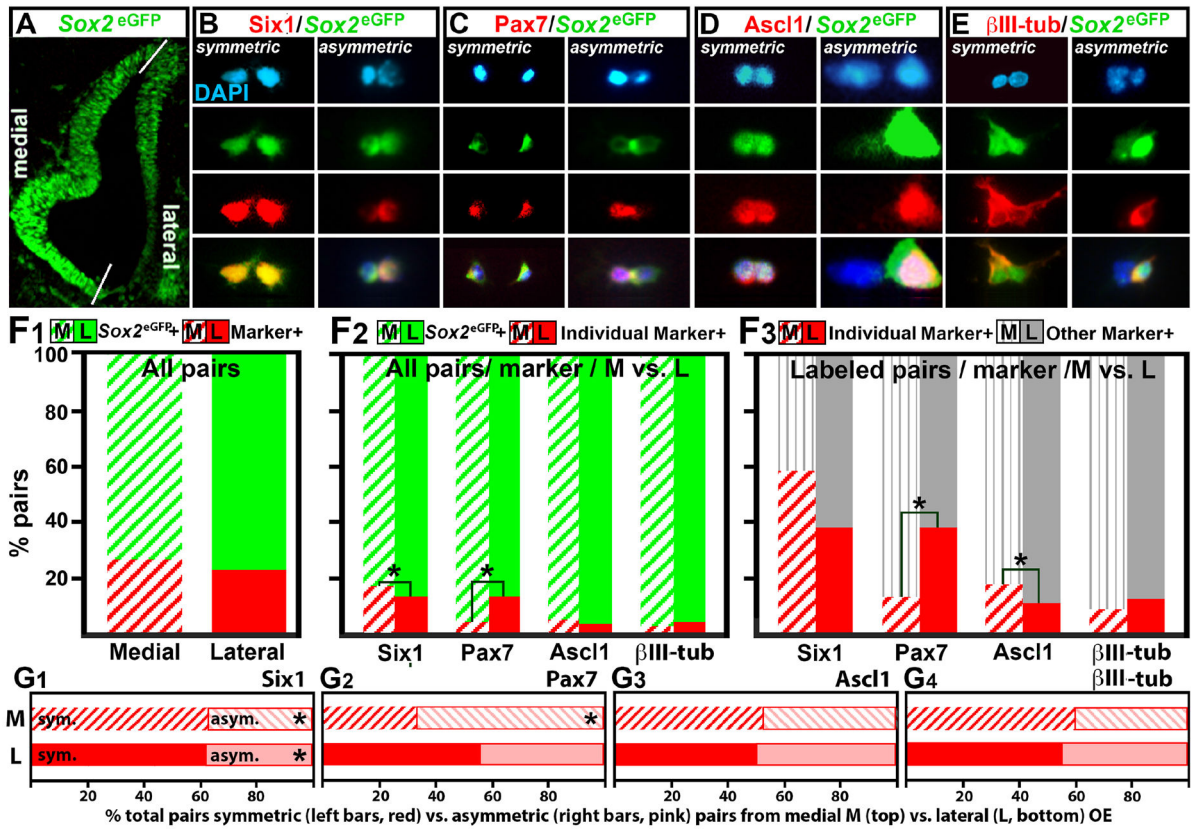 A Sox2eGFP
medial
lateral
B Six1/Sox2eGFP
symmetric asymmetric
DAPI
C Pax7/Sox2eGFP
symmetric asymmetric
D Ascl1/Sox2eGFP
symmetric asymmetric
E βIII-tub/Sox2eGFP
symmetric asymmetric
F1 M L Sox2eGFP+ M L Marker+
All pairs
% pairs
100
80
60
40
20
Medial Lateral
F2 M L Sox2eGFP+ M L Individual Marker+
All pairs/ marker / M vs. L
* *
Six1 Pax7 Ascl1 βIII-tub
F3 M L Individual Marker+ M L Other Marker+
Labeled pairs / marker /M vs. L
* *
Six1 Pax7 Ascl1 βIII-tub
G1 Six1
M sym. asym. *
L sym. asym. *
20 40 60 80
G2 Pax7
*
20 40 60 80
G3 Ascl1
20 40 60 80
G4 βIII-tub
20 40 60 80
% total pairs symmetric (left bars, red) vs. asymmetric (right bars, pink) pairs from medial M (top) vs. lateral (L, bottom) OE